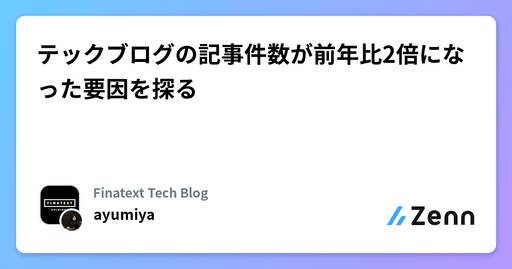 テックブログの記事件数が前年比2倍にな
った要因を探る
FINATEXT
Finatext Tech Blog
ayumiya
Zenn